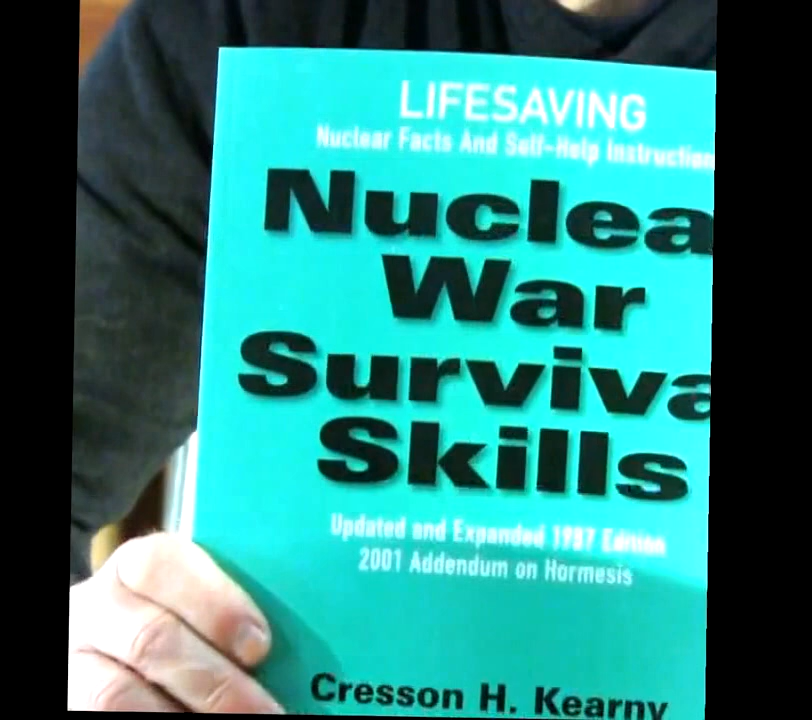 LIFESAVING
Nuclear Facts And Self-Help Instruction
Nuclea
War
Surviva
Skills
Updated and Expanded 1987 Edition
2001 Addendum on Hormesis
Cresson H. Kearny